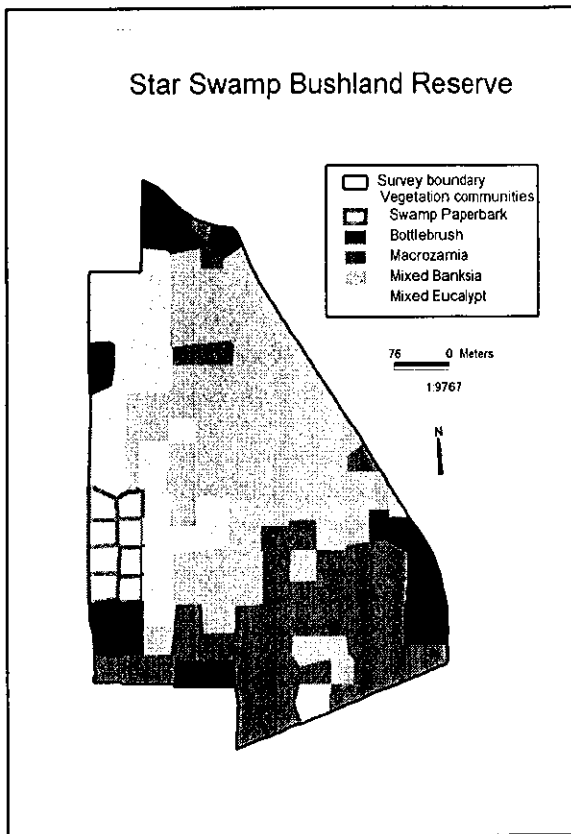 Star Swamp Bushland Reserve
Survey boundary
Vegetation communities
Swamp Paperbark
Bottlebrush
Macrozamia
Mixed Banksia
Mixed Eucalypt
76 0 Meters
1:9767
N